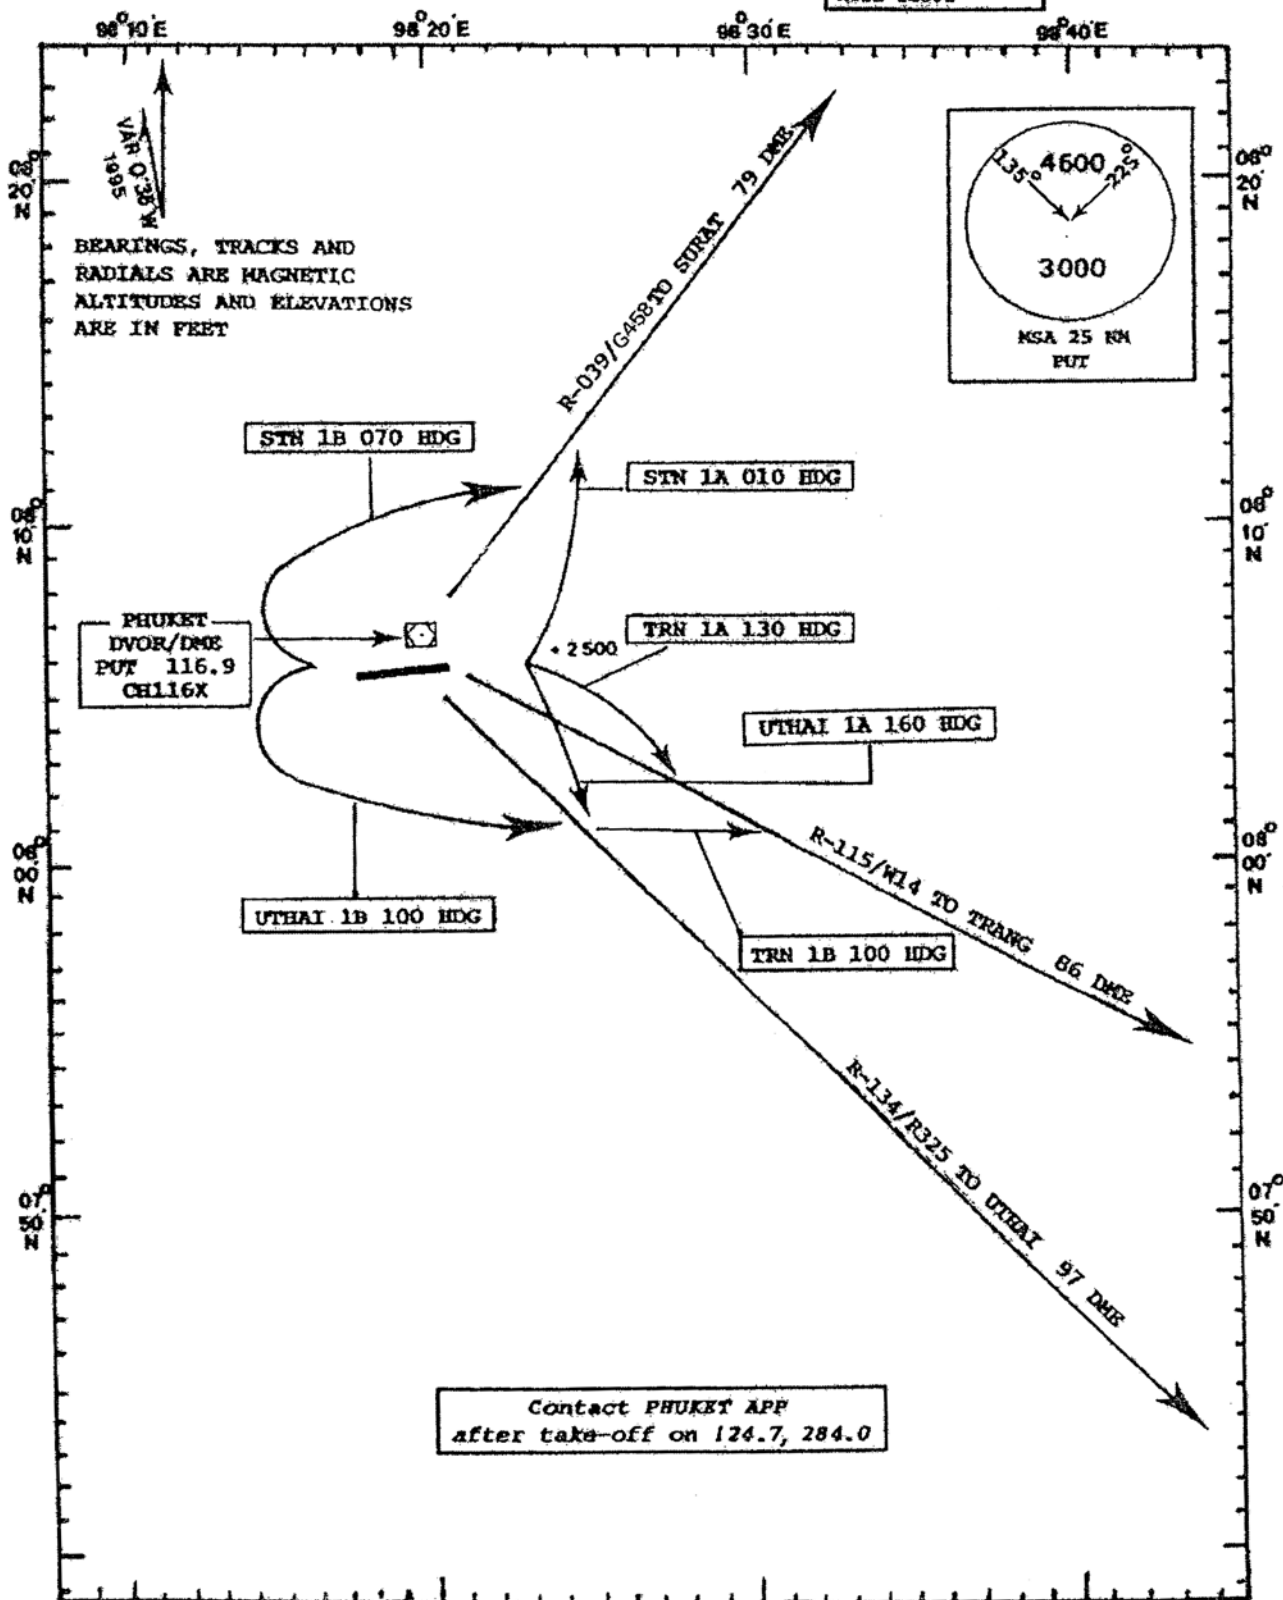 98°10'E
98°20'E
98°30'E
98°40'E
VAR 0°38'W
1995
08°
20'
N
08°
20'
N
BEARINGS, TRACKS AND
RADIALS ARE MAGNETIC
ALTITUDES AND ELEVATIONS
ARE IN FEET
R-039/G458 TO SURAT 79 DME
135°
4600
225°
3000
MSA 25 NM
PUT
STN 1B 070 HDG
STN 1A 010 HDG
08°
10'
N
08°
10'
N
PHUKET
DVOR/DME
PUT 116.9
CH116X
2500
TRN 1A 130 HDG
UTHAI 1A 160 HDG
08°
00'
N
08°
00'
N
R-115/W14 TO TRANG 86 DME
UTHAI 1B 100 HDG
TRN 1B 100 HDG
R-134/R325 TO UTHAI 97 DME
07°
50'
N
07°
50'
N
Contact PHUKET APP
after take-off on 124.7, 284.0